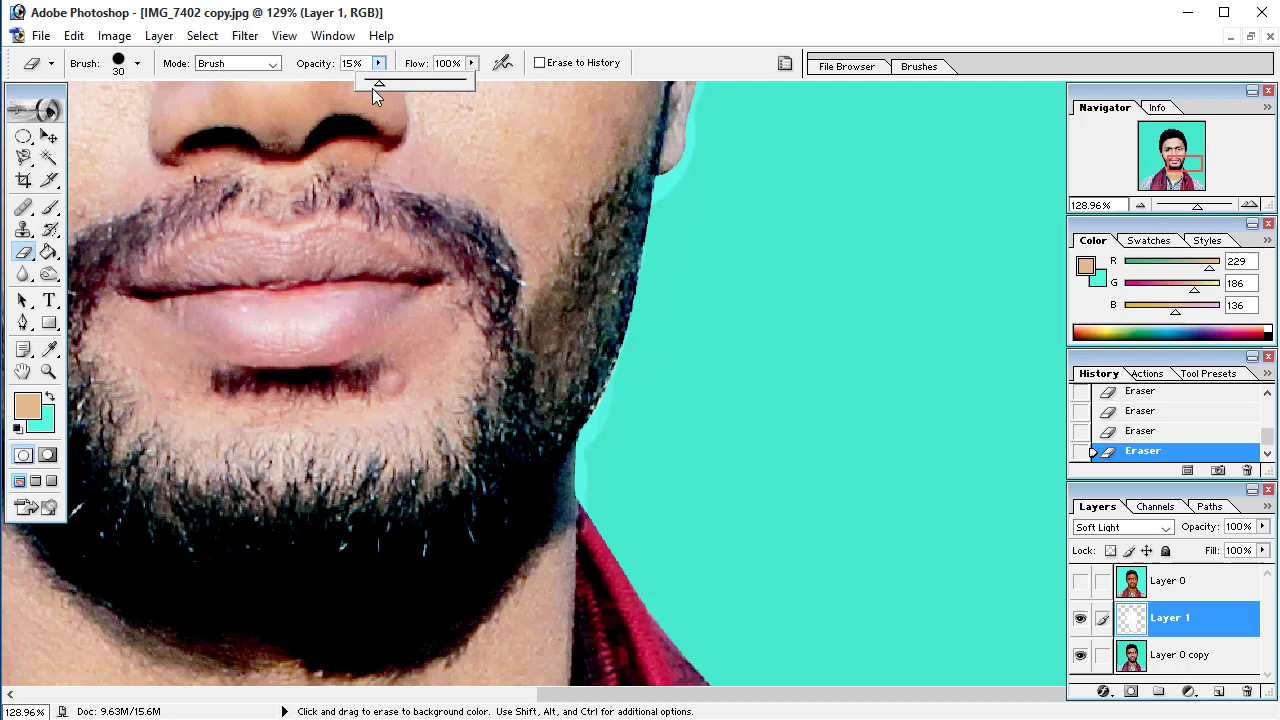 Adobe Photoshop - [IMG_7402 copy.jpg @ 129% (Layer 1, RGB)]
File Edit Image Layer Select Filter View Window Help
Brush: 30 Mode: Brush Opacity: 15% Flow: 100% Erase to History File Browser Brushes
Navigator Info
128.96%
Color Swatches Styles
R 229
G 186
B 136
History Actions Tool Presets
Eraser
Eraser
Eraser
Eraser
Layers Channels Paths
Soft Light Opacity: 100%
Lock: Fill: 100%
Layer 0
Layer 1
Layer 0 copy
128.96% Doc: 9.63M/15.6M Click and drag to erase to background color. Use Shift, Alt, and Ctrl for additional options.